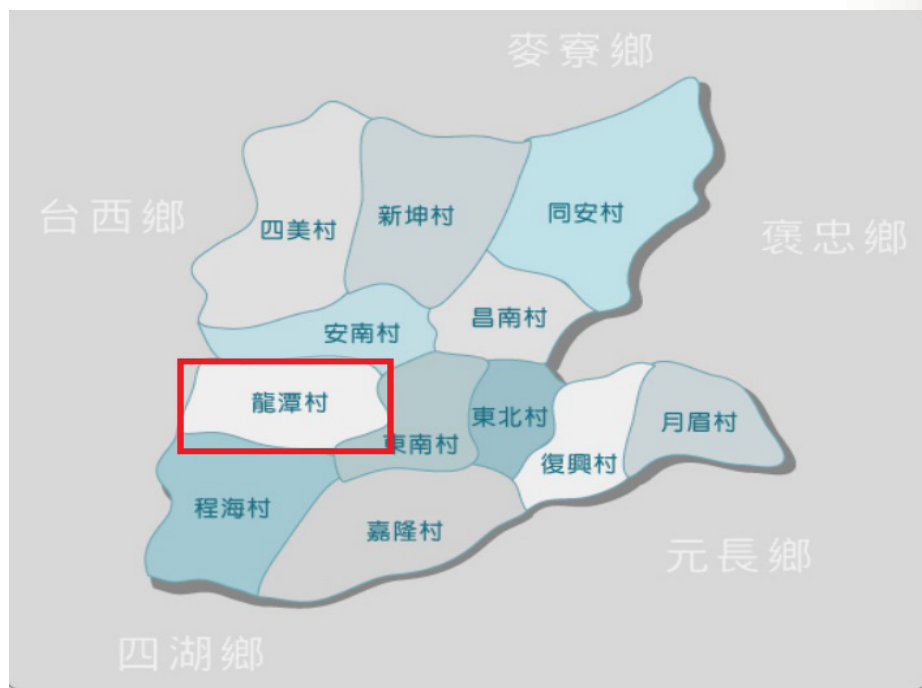 麥寮鄉
台西鄉
四美村
新坤村
同安村
褒忠鄉
安南村
昌南村
龍潭村
東南村
東北村
復興村
月眉村
程海村
嘉隆村
元長鄉
四湖鄉